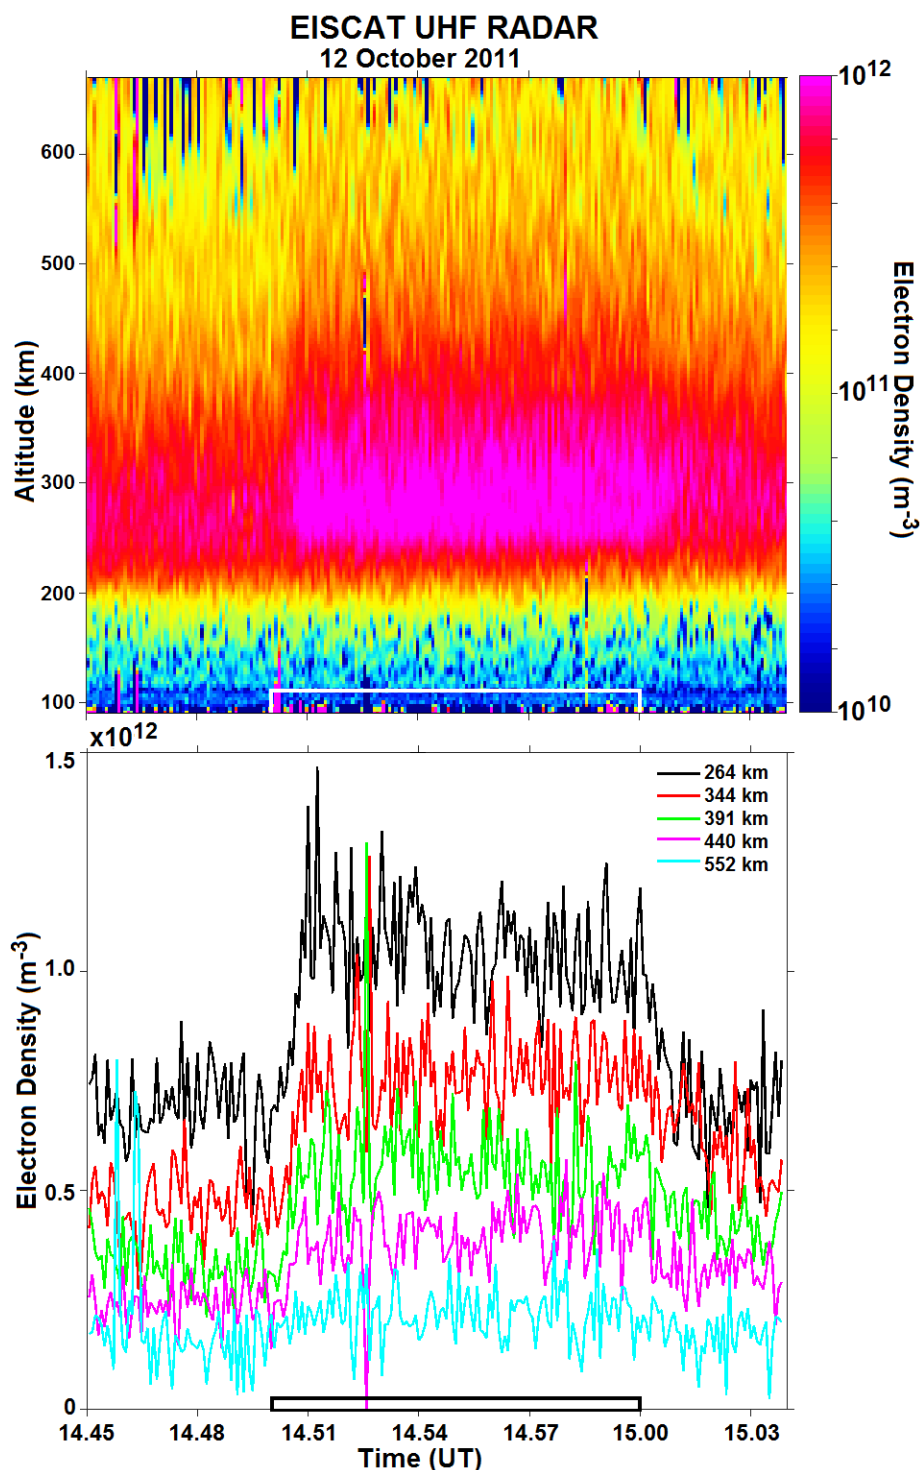 EISCAT UHF RADAR
12 October 2011
600
500
400
300
200
100
Altitude (km)
10¹²
10¹¹
10¹⁰
Electron Density (m⁻³)
x10¹²
1.5
1.0
0.5
0
Electron Density (m⁻³)
264 km
344 km
391 km
440 km
552 km
14.45 14.48 14.51 14.54 14.57 15.00 15.03
Time (UT)